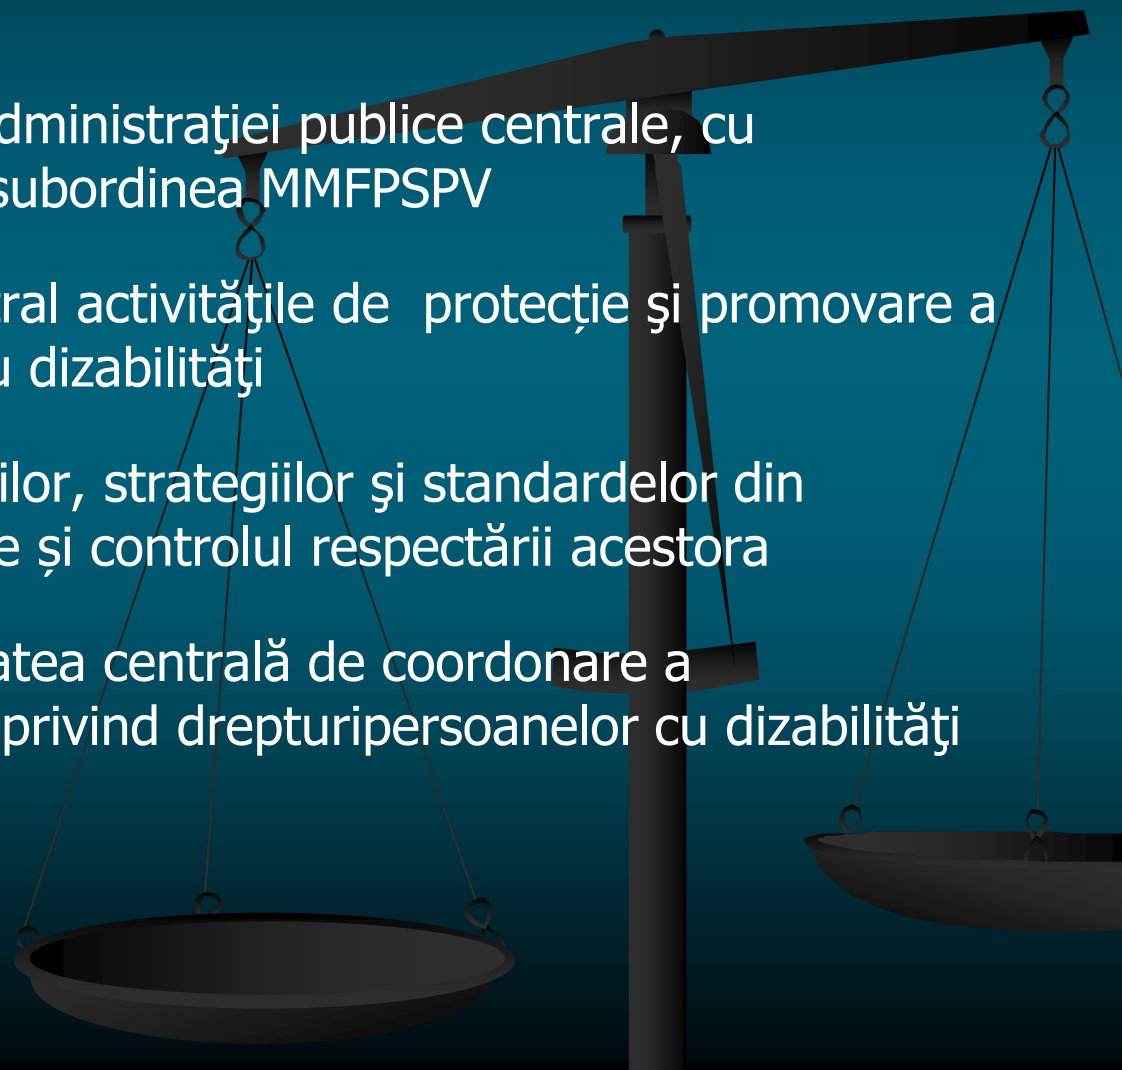 dministraţiei publice centrale, cu
subordinea MMFPSPV
tral activităţile de protecție şi promovare a
u dizabilităţi
ilor, strategiilor şi standardelor din
e și controlul respectării acestora
atea centrală de coordonare a
privind drepturipersoanelor cu dizabilităţi